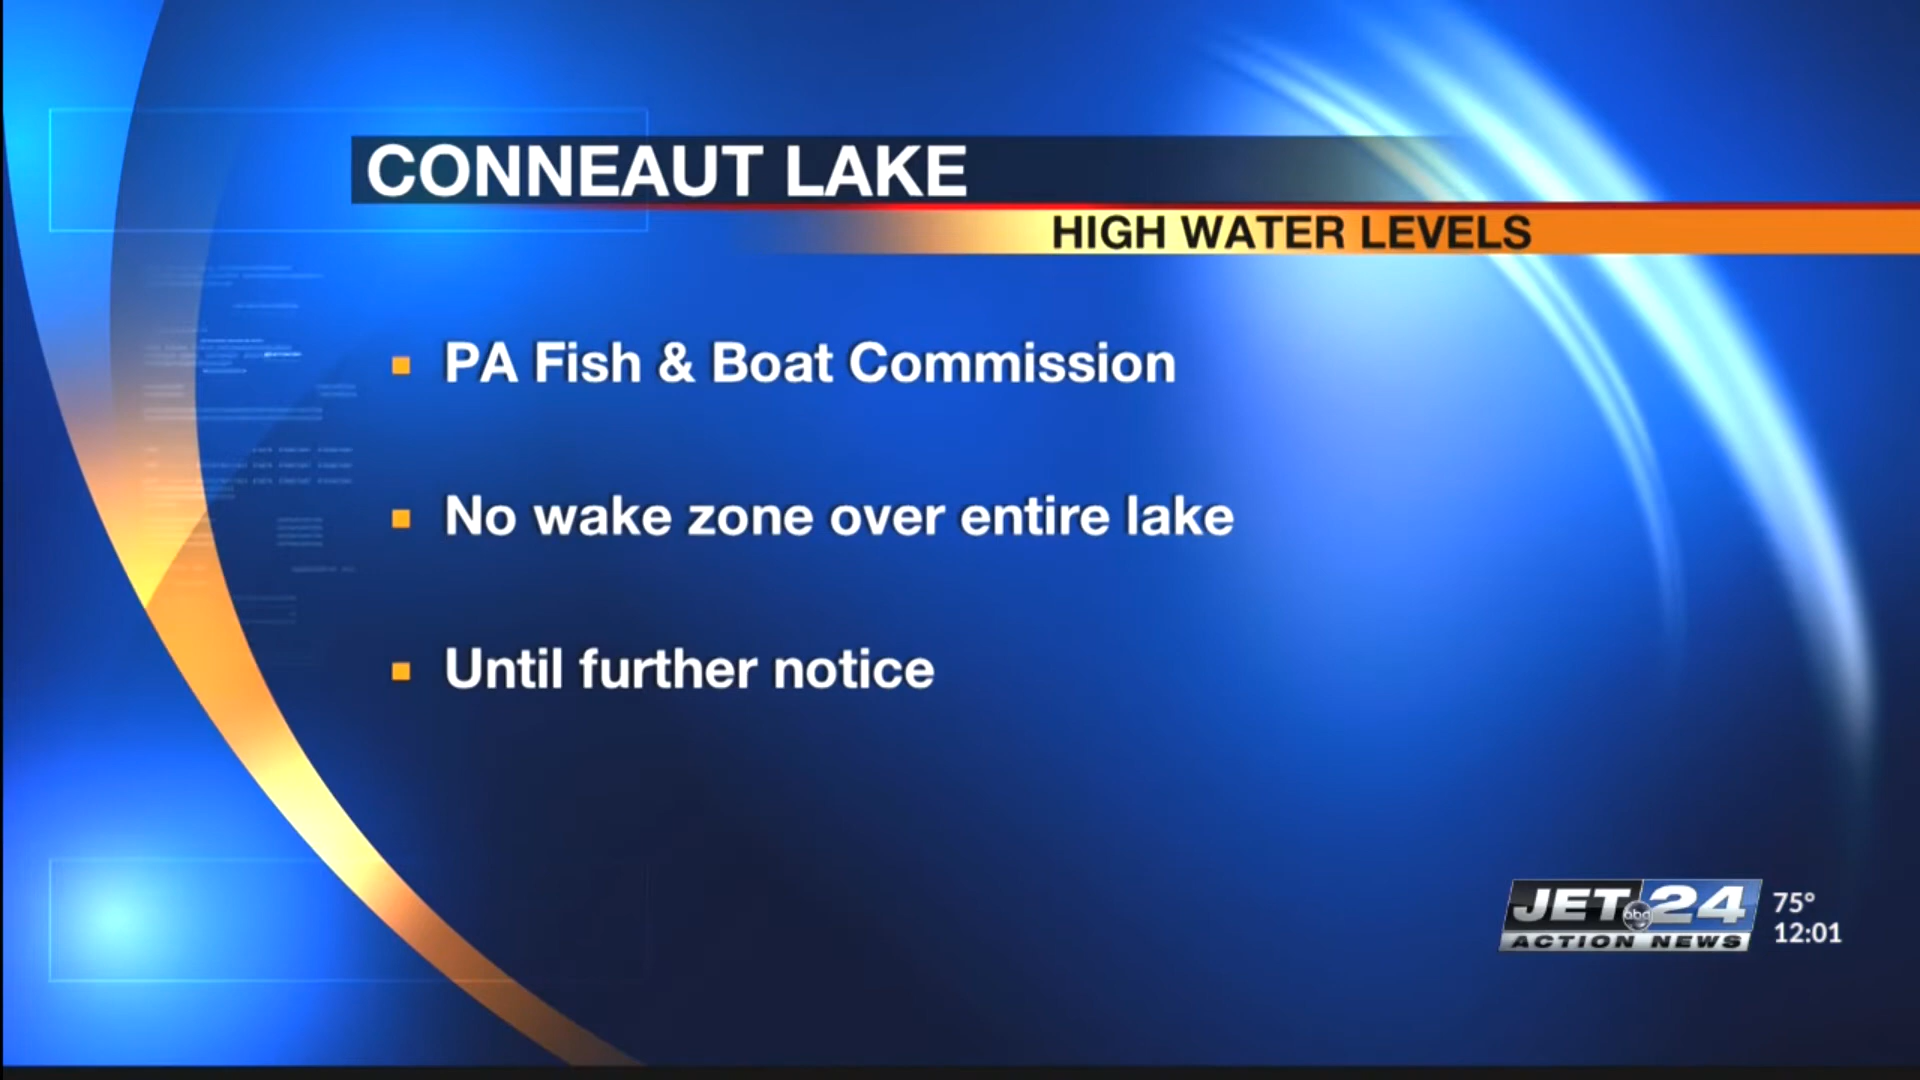 CONNEAUT LAKE
HIGH WATER LEVELS
PA Fish & Boat Commission
No wake zone over entire lake
Until further notice
JET abc 24
ACTION NEWS
75°
12:01